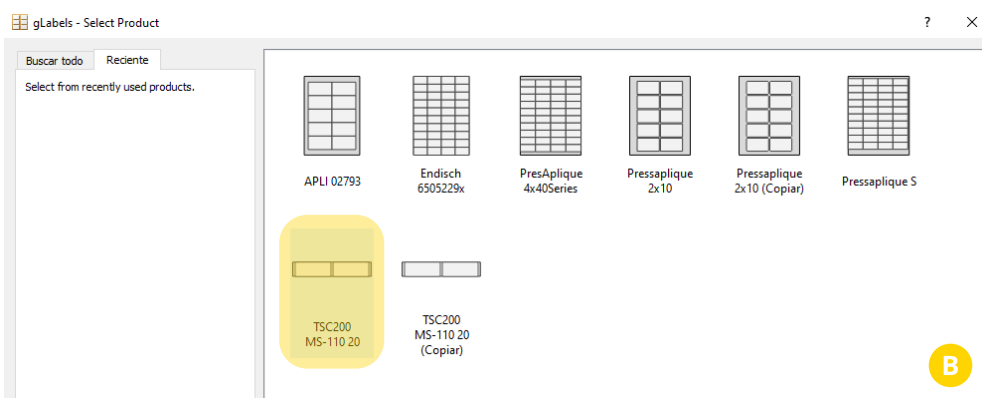 gLabels - Select Product
?
Buscar todo
Reciente
Select from recently used products.
APLI 02793
Endisch
6505229x
PresAplique
4x40Series
Pressaplique
2x10
Pressaplique
2x10 (Copiar)
Pressaplique S
TSC200
MS-110 20
TSC200
MS-110 20
(Copiar)
B